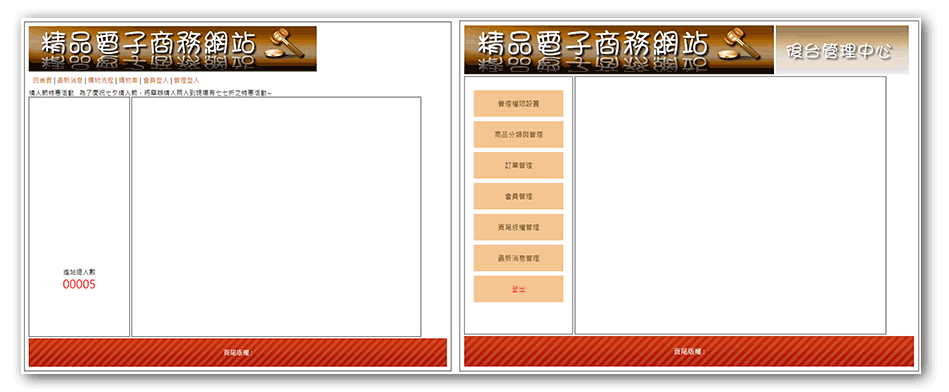 精品電子商務網站
回首頁 | 最新消息 | 購物流程 | 購物車 | 會員登入 | 管理登入
情人節特惠活動 為了慶祝七夕情人節，將舉辦情人兩人到現場有七七折之特惠活動~
進站總人數
00005
頁尾版權 :
精品電子商務網站
後台管理中心
管理權限設置
商品分類與管理
訂單管理
會員管理
頁尾版權管理
最新消息管理
登出
頁尾版權 :